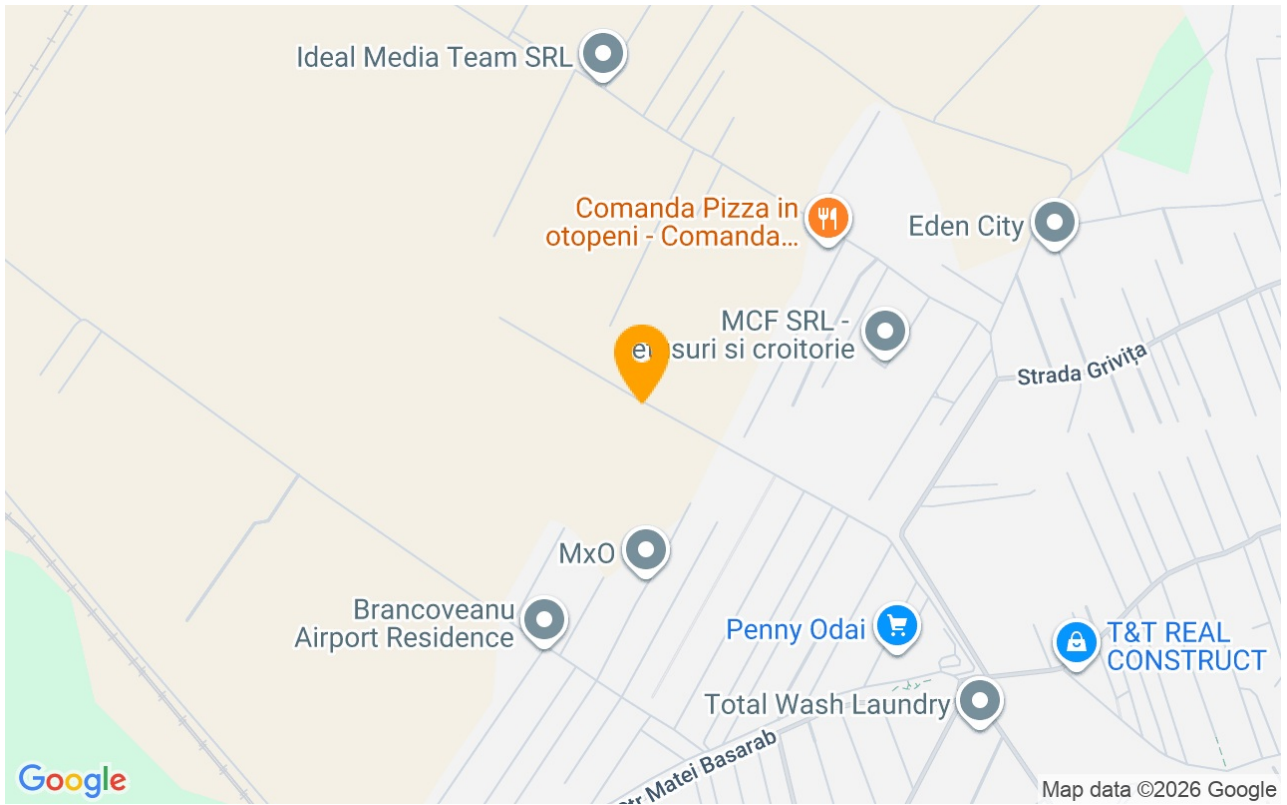 Ideal Media Team SRL
Comanda Pizza in
otopeni - Comanda...
Eden City
MCF SRL -
si croitorie
Strada Grivița
MxO
Brancoveanu
Airport Residence
Penny Odai
T&T REAL
CONSTRUCT
Total Wash Laundry
Str Matei Basarab
Google
Map data ©2026 Google